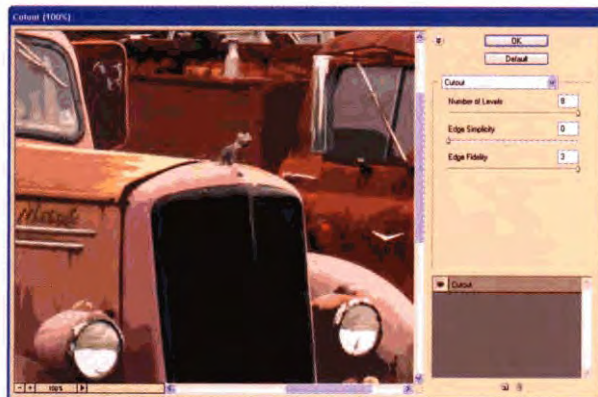 Cutout (100%)
OK
Default
Cutout
Number of Levels 8
Edge Simplicity 0
Edge Fidelity 3
Cutout
100%